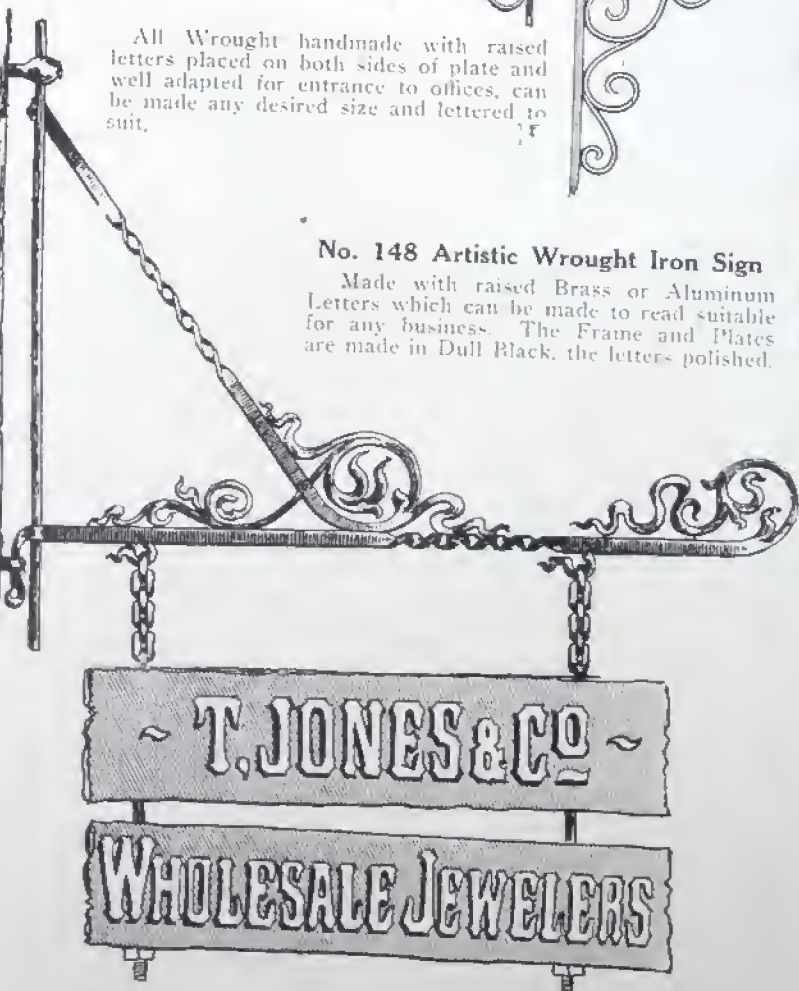 All Wrought handmade with raised
letters placed on both sides of plate and
well adapted for entrance to offices, can
be made any desired size and lettered to
suit.
No. 148 Artistic Wrought Iron Sign
Made with raised Brass or Aluminum
Letters which can be made to read suitable
for any business. The Frame and Plates
are made in Dull Black, the letters polished.
~ T. JONES & Co ~
WHOLESALE JEWELERS